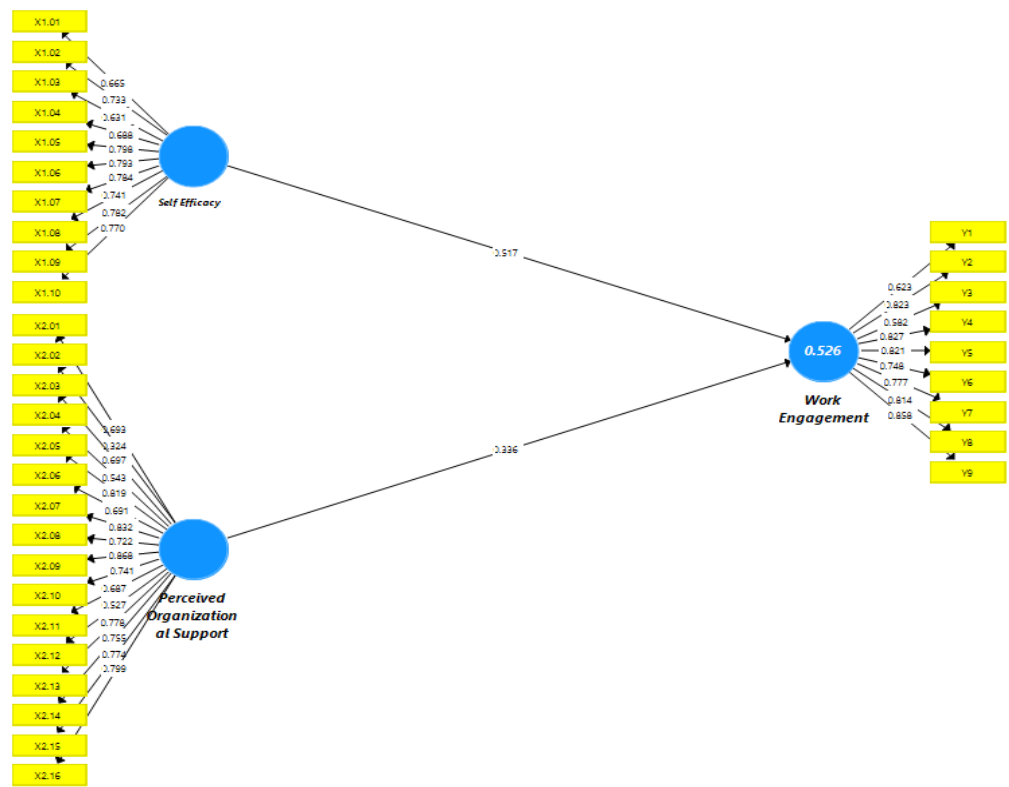 X1.01
X1.02
X1.03
X1.04
X1.05
X1.06
X1.07
X1.08
X1.09
X1.10
0.665
0.733
0.631
0.688
0.798
0.793
0.784
0.741
0.782
0.770
Self Efficacy
0.517
X2.01
X2.02
X2.03
X2.04
X2.05
X2.06
X2.07
X2.08
X2.09
X2.10
X2.11
X2.12
X2.13
X2.14
X2.15
X2.16
0.693
0.324
0.697
0.543
0.819
0.691
0.832
0.722
0.868
0.741
0.687
0.527
0.778
0.755
0.774
0.799
Perceived
Organization
al Support
0.336
0.526
Work
Engagement
0.623
0.823
0.582
0.827
0.821
0.748
0.777
0.814
0.858
Y1
Y2
Y3
Y4
Y5
Y6
Y7
Y8
Y9